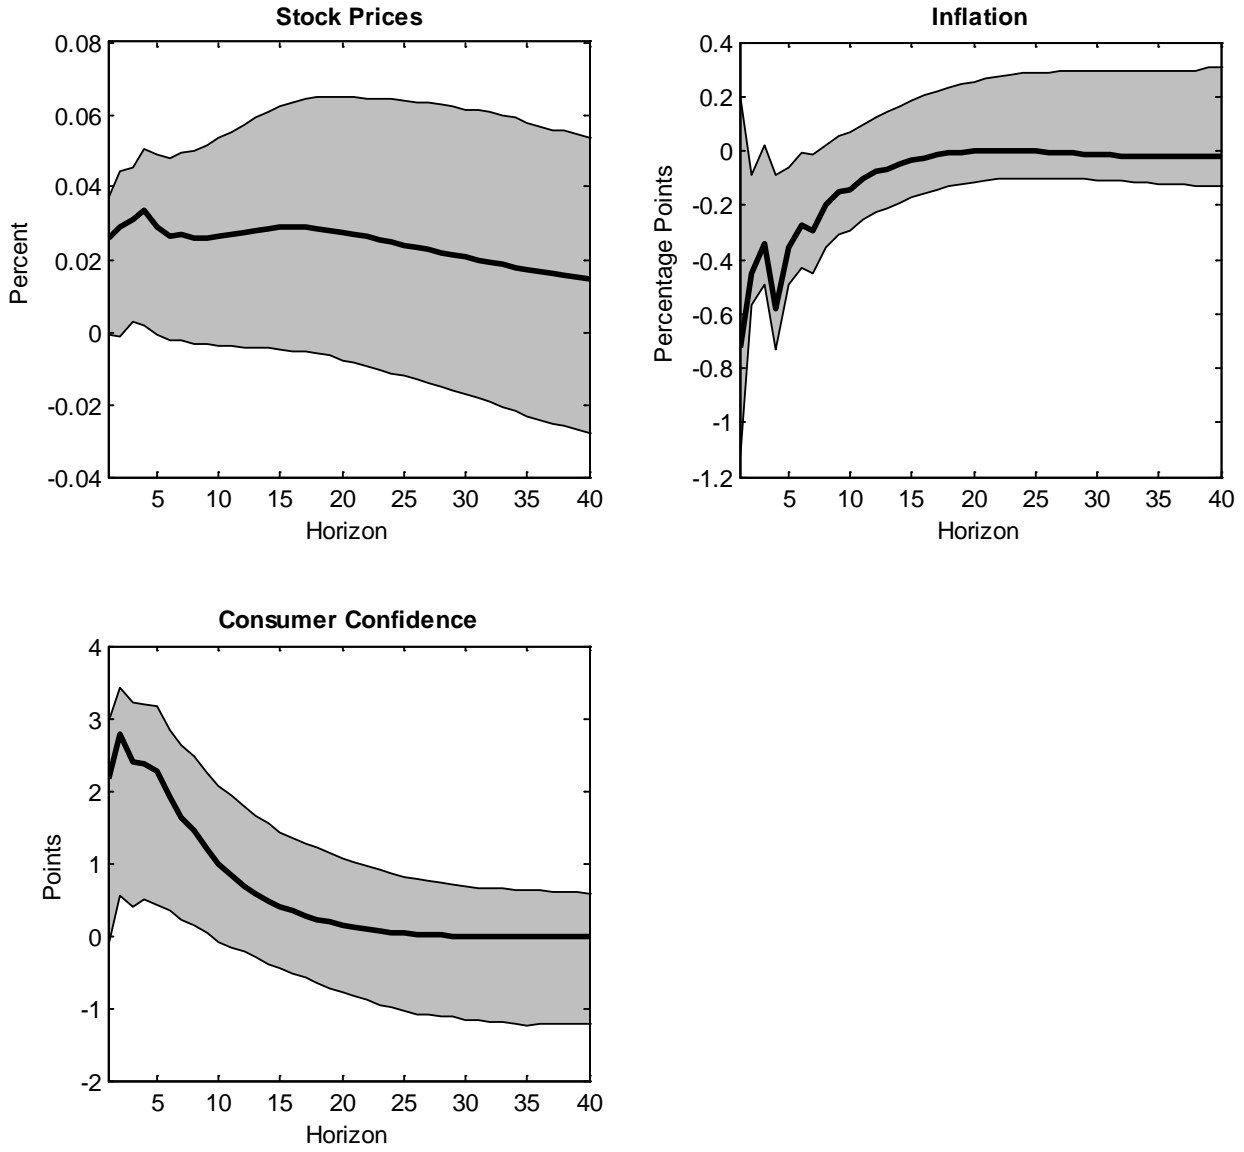 Stock Prices
0.08
0.06
0.04
0.02
0
-0.02
-0.04
Percent
5 10 15 20 25 30 35 40
Horizon
Inflation
0.4
0.2
0
-0.2
-0.4
-0.6
-0.8
-1
-1.2
Percentage Points
5 10 15 20 25 30 35 40
Horizon
Consumer Confidence
4
3
2
1
0
-1
-2
Points
5 10 15 20 25 30 35 40
Horizon